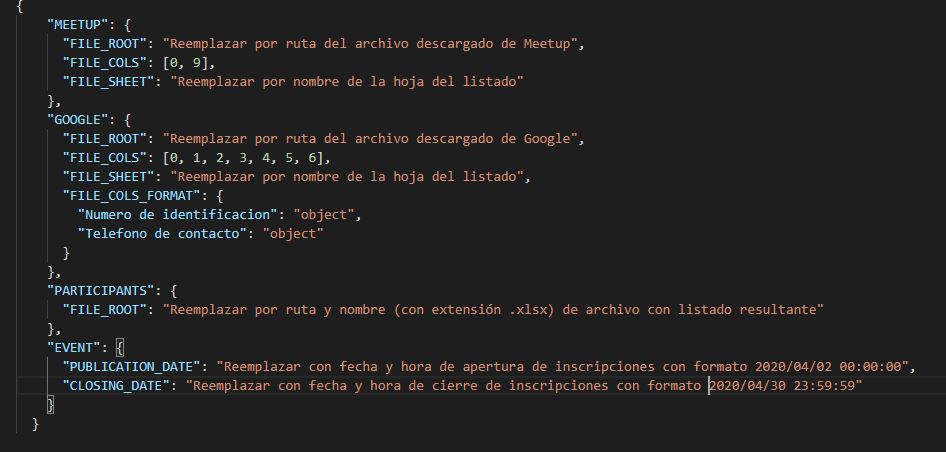 {
"MEETUP": {
"FILE_ROOT": "Reemplazar por ruta del archivo descargado de Meetup",
"FILE_COLS": [0, 9],
"FILE_SHEET": "Reemplazar por nombre de la hoja del listado"
},
"GOOGLE": {
"FILE_ROOT": "Reemplazar por ruta del archivo descargado de Google",
"FILE_COLS": [0, 1, 2, 3, 4, 5, 6],
"FILE_SHEET": "Reemplazar por nombre de la hoja del listado",
"FILE_COLS_FORMAT": {
"Numero de identificacion": "object",
"Telefono de contacto": "object"
}
},
"PARTICIPANTS": {
"FILE_ROOT": "Reemplazar por ruta y nombre (con extensión .xlsx) de archivo con listado resultante"
},
"EVENT": {
"PUBLICATION_DATE": "Reemplazar con fecha y hora de apertura de inscripciones con formato 2020/04/02 00:00:00",
"CLOSING_DATE": "Reemplazar con fecha y hora de cierre de inscripciones con formato 2020/04/30 23:59:59"
}
}